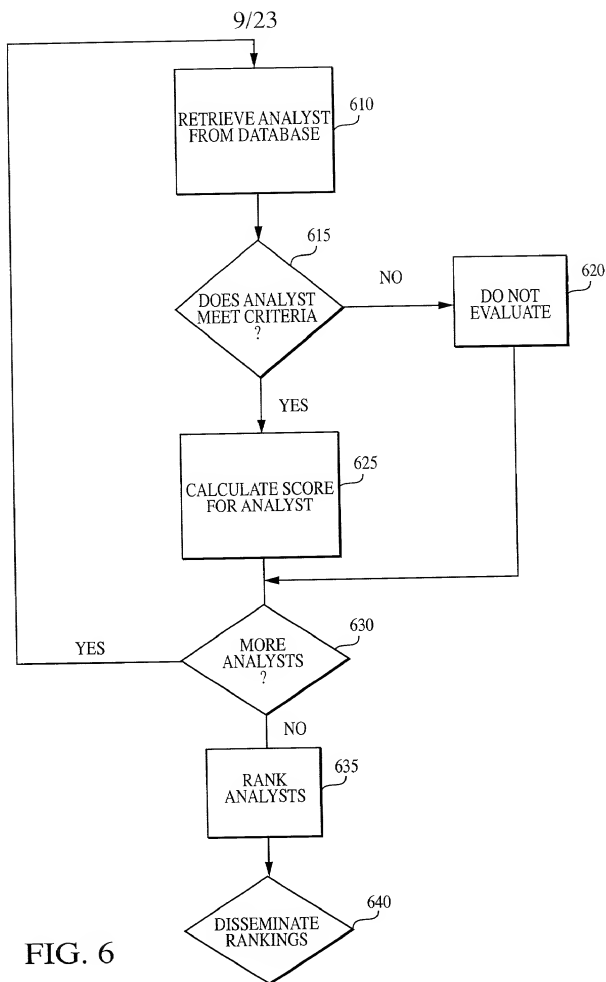 9/23
RETRIEVE ANALYST
FROM DATABASE
610
615
DOES ANALYST
MEET CRITERIA
?
NO
DO NOT
EVALUATE
620
YES
CALCULATE SCORE
FOR ANALYST
625
YES
MORE
ANALYSTS
?
630
NO
RANK
ANALYSTS
635
DISSEMINATE
RANKINGS
640
FIG. 6